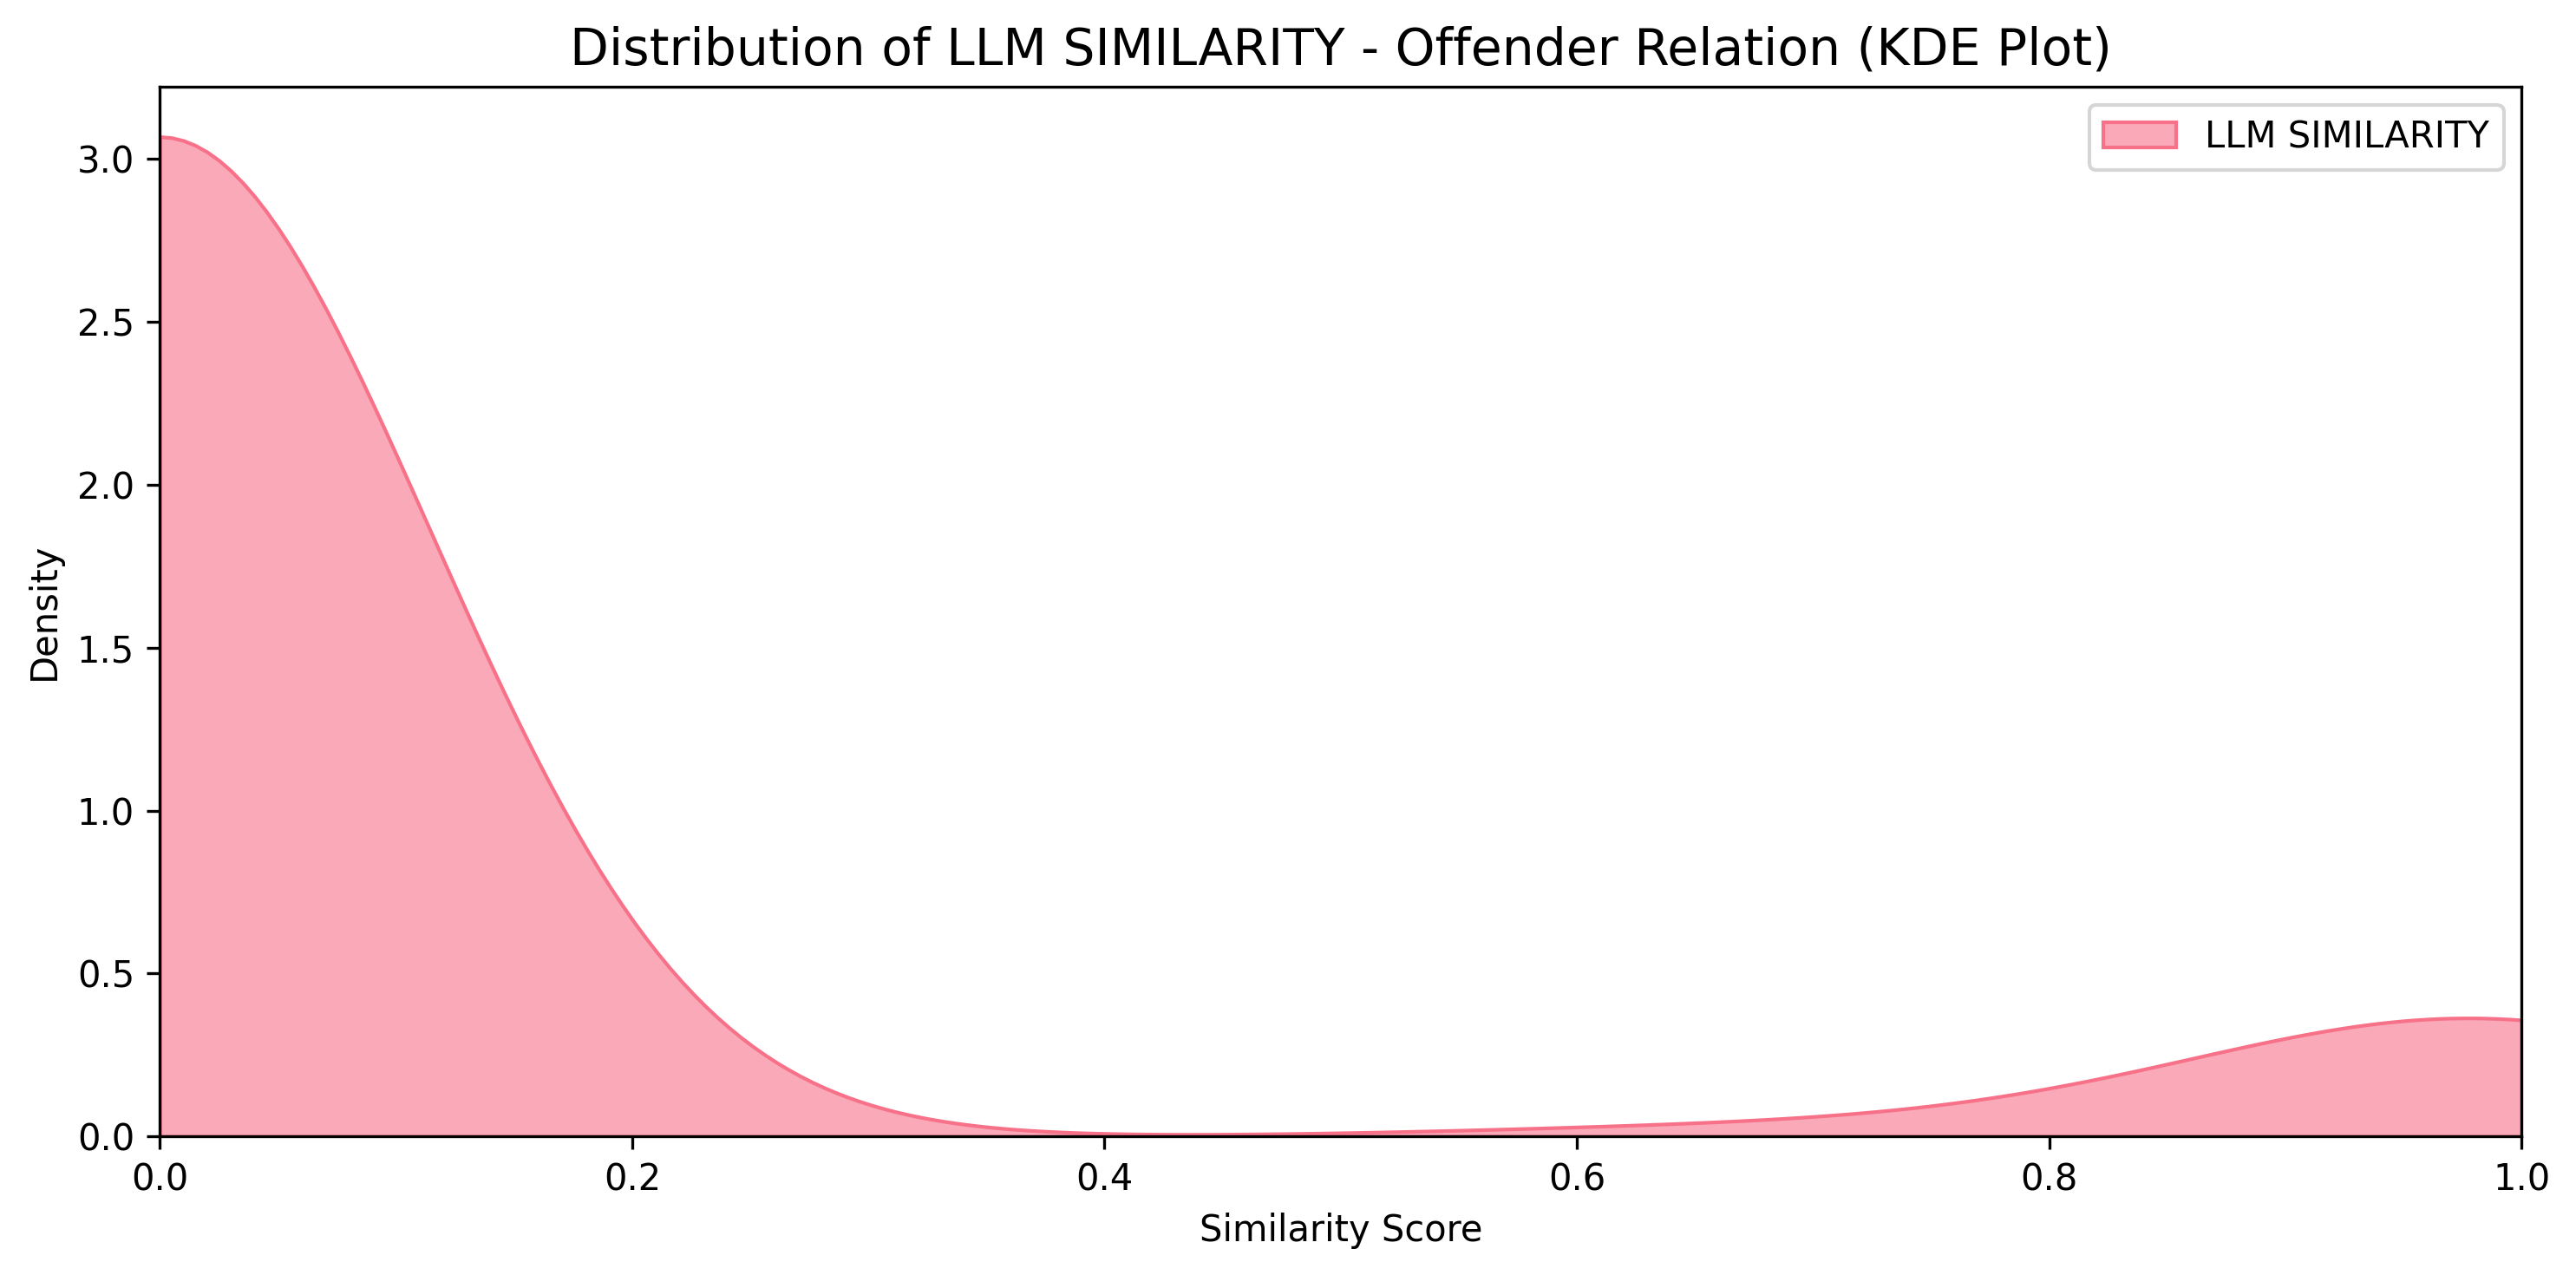 Distribution of LLM SIMILARITY - Offender Relation (KDE Plot)
LLM SIMILARITY
3.0
2.5
2.0
1.5
1.0
0.5
0.0
Density
0.0 0.2 0.4 0.6 0.8 1.0
Similarity Score